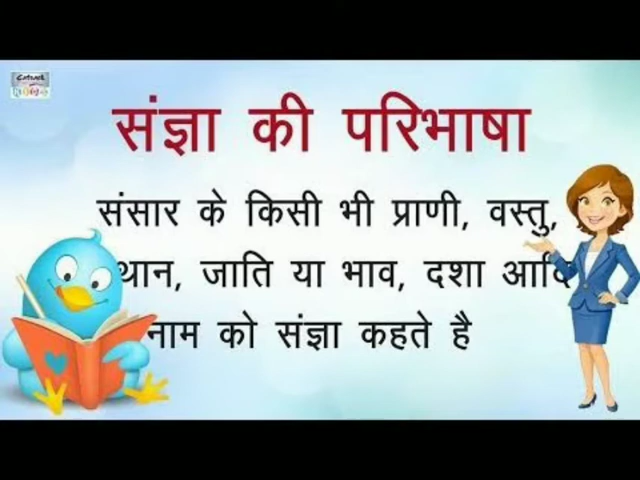 संज्ञा की परिभाषा
संसार के किसी भी प्राणी, वस्तु,
जाति या भाव, दशा आदि
नाम को संज्ञा कहते है